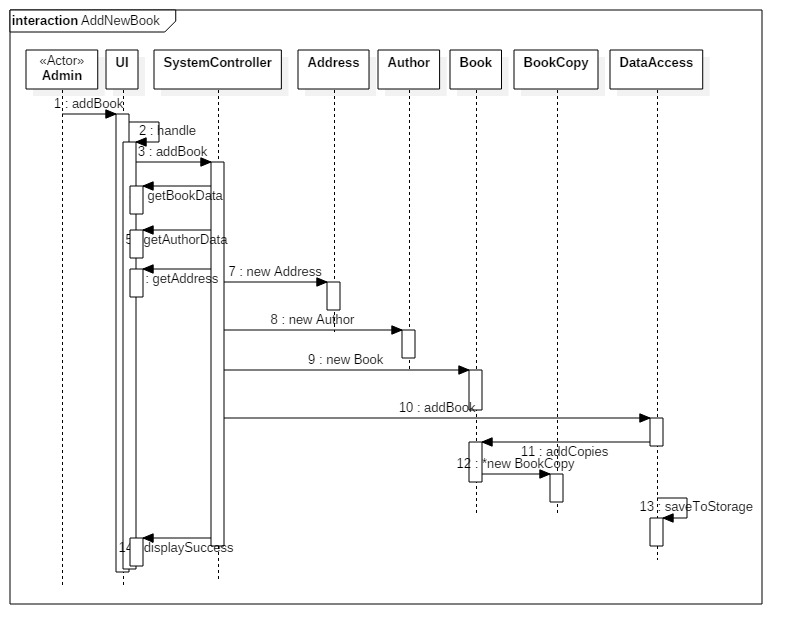 interaction AddNewBook
«Actor»
Admin
UI
SystemController
Address
Author
Book
BookCopy
DataAccess
1 : addBook
2 : handle
3 : addBook
getBookData
5 getAuthorData
: getAddress
7 : new Address
8 : new Author
9 : new Book
10 : addBook
11 : addCopies
12 : *new BookCopy
13 : saveToStorage
14 displaySuccess